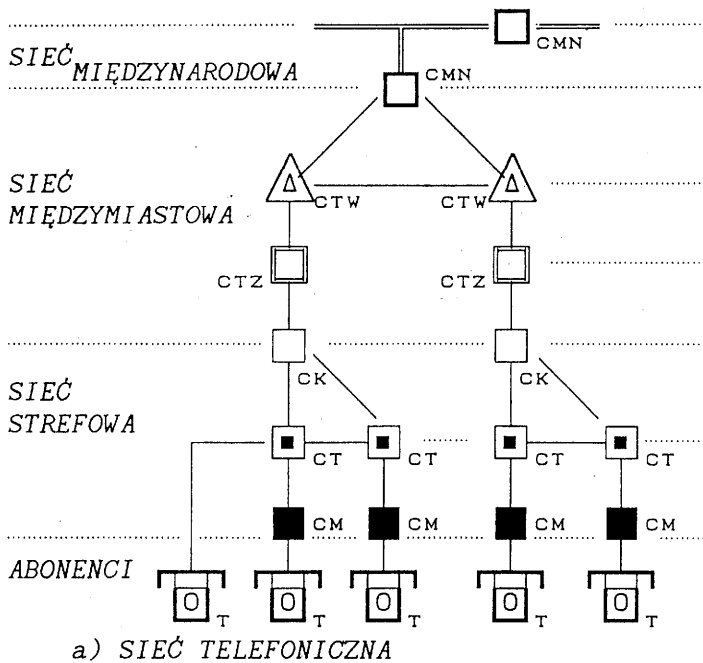 CMN
SIEĆ MIĘDZYNARODOWA
CMN
SIEĆ
MIĘDZYMIASTOWA
CTW CTW
CTZ CTZ
CK CK
SIEĆ
STREFOWA
CT CT CT CT
CM CM CM CM
ABONENCI
O O O O O
T T T T T
a) SIEĆ TELEFONICZNA